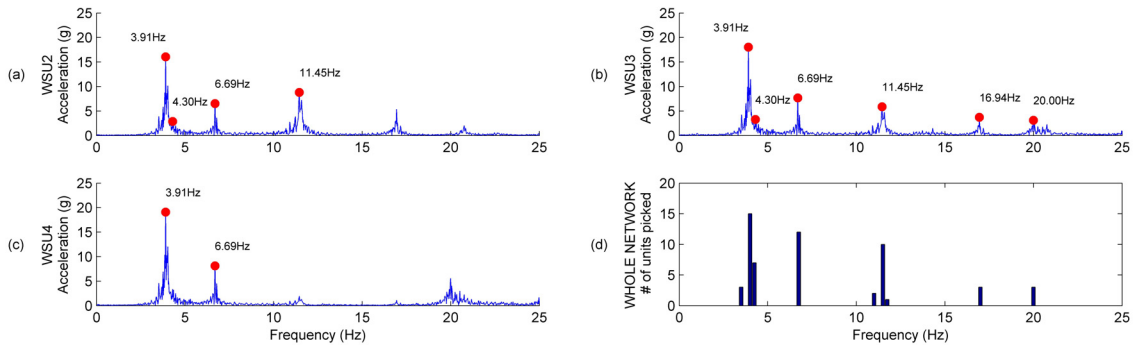 (a)
WSU2
Acceleration (g)
25
20
15
10
5
0
3.91Hz
4.30Hz
6.69Hz
11.45Hz
0 5 10 15 20 25
(b)
WSU3
Acceleration (g)
25
20
15
10
5
0
3.91Hz
4.30Hz
6.69Hz
11.45Hz
16.94Hz
20.00Hz
0 5 10 15 20 25
(c)
WSU4
Acceleration (g)
25
20
15
10
5
0
3.91Hz
6.69Hz
0 5 10 15 20 25
Frequency (Hz)
(d)
WHOLE NETWORK
# of units picked
20
15
10
5
0
0 5 10 15 20 25
Frequency (Hz)